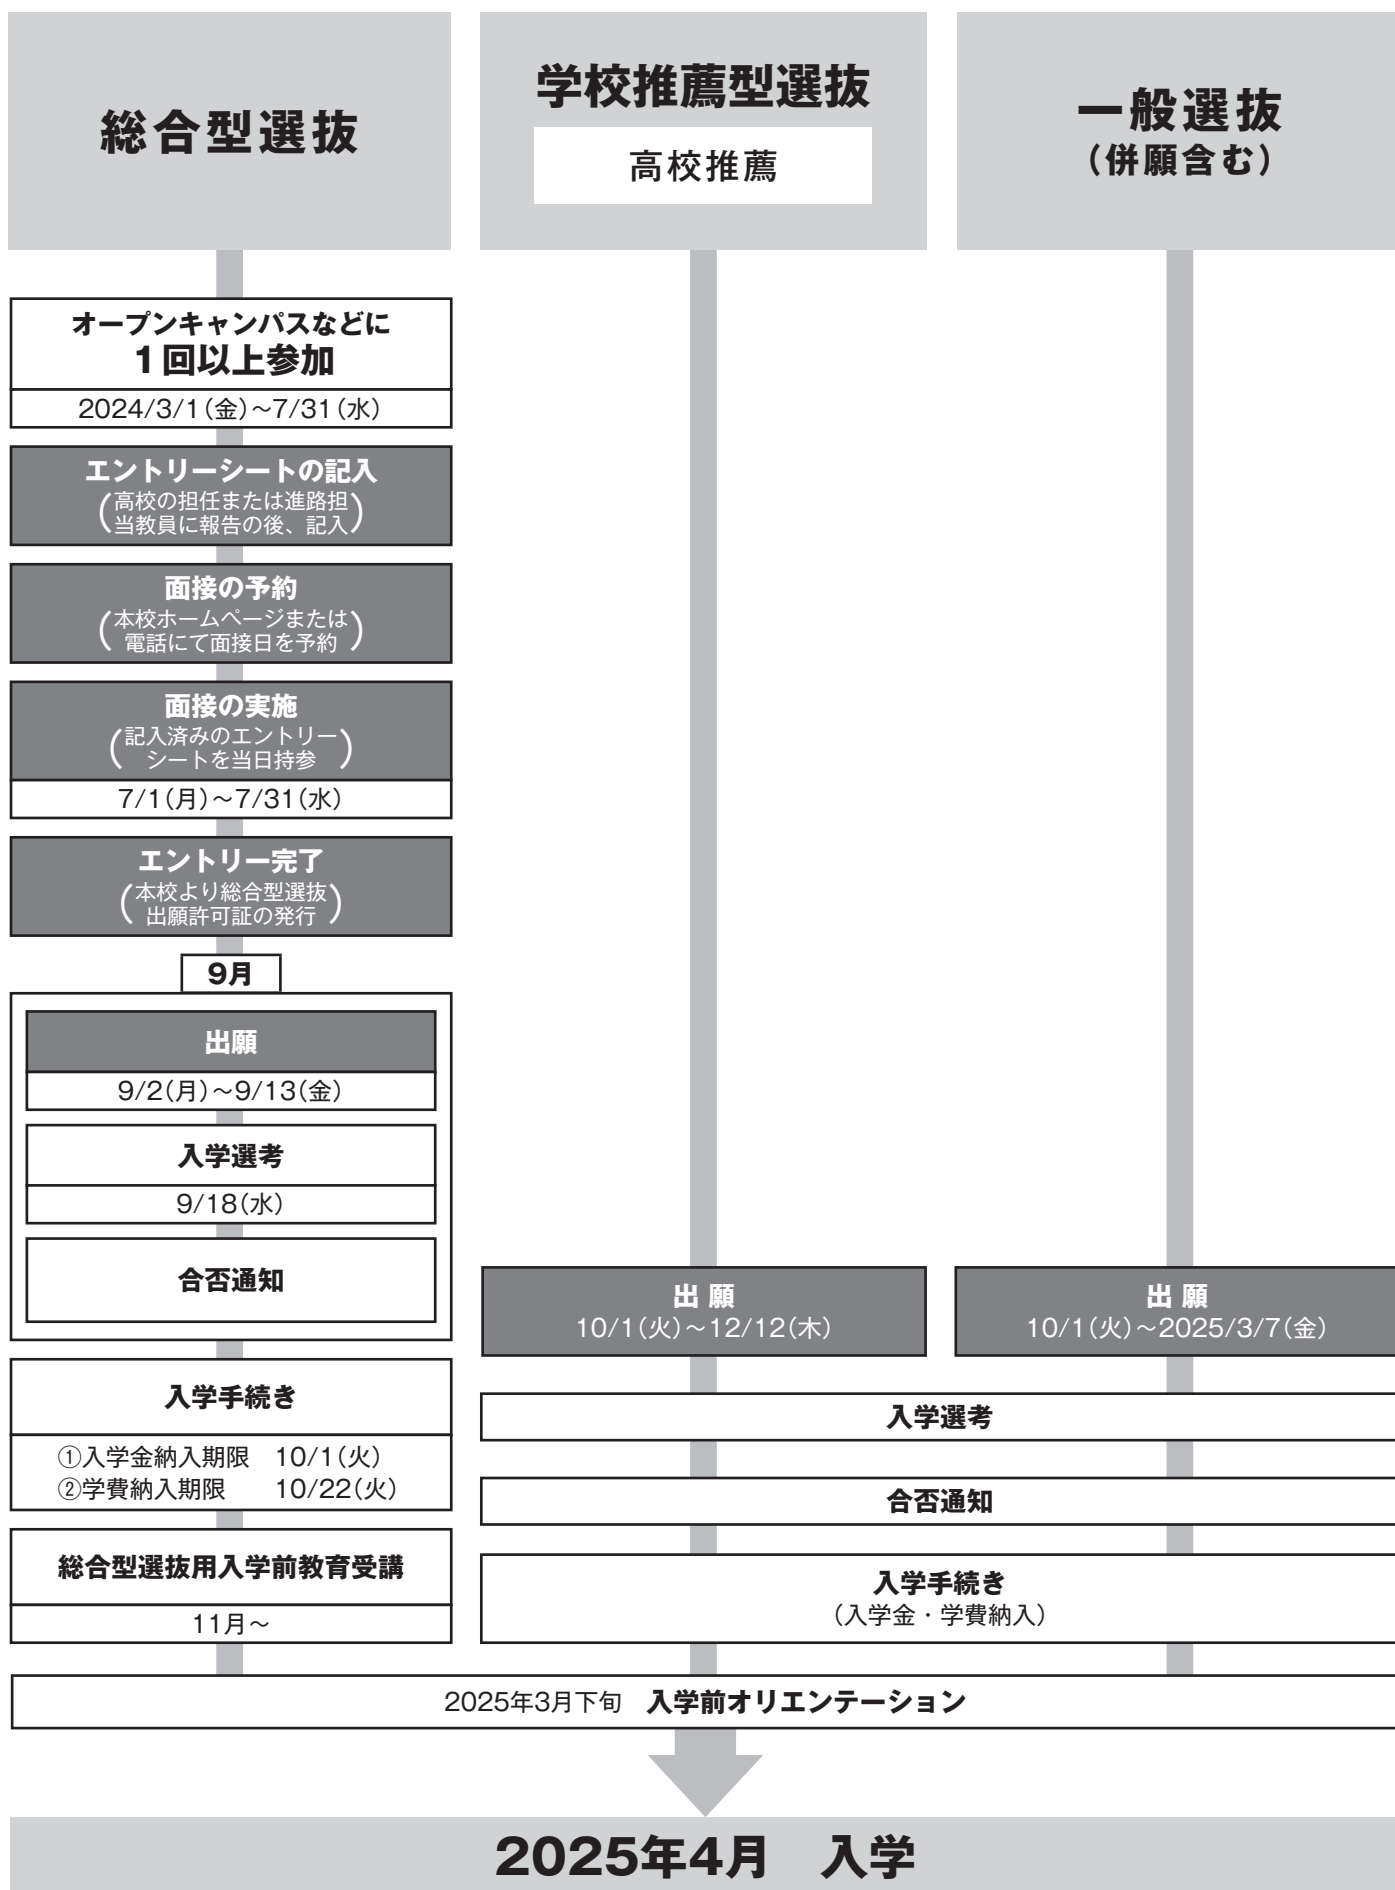 総合型選抜
学校推薦型選抜
高校推薦
一般選抜
（併願含む）
オープンキャンパスなどに
1回以上参加
2024/3/1（金）～7/31（水）
エントリーシートの記入
（高校の担任または進路担
当教員に報告の後、記入）
面接の予約
（本校ホームページまたは
電話にて面接日を予約）
面接の実施
（記入済みのエントリー
シートを当日持参）
7/1（月）～7/31（水）
エントリー完了
（本校より総合型選抜
出願許可証の発行）
9月
出願
9/2（月）～9/13（金）
入学選考
9/18（水）
合否通知
入学手続き
①入学金納入期限　10/1（火）
②学費納入期限　10/22（火）
総合型選抜用入学前教育受講
11月～
出 願
10/1（火）～12/12（木）
出 願
10/1（火）～2025/3/7（金）
入学選考
合否通知
入学手続き
（入学金・学費納入）
2025年3月下旬　入学前オリエンテーション
2025年4月　入学